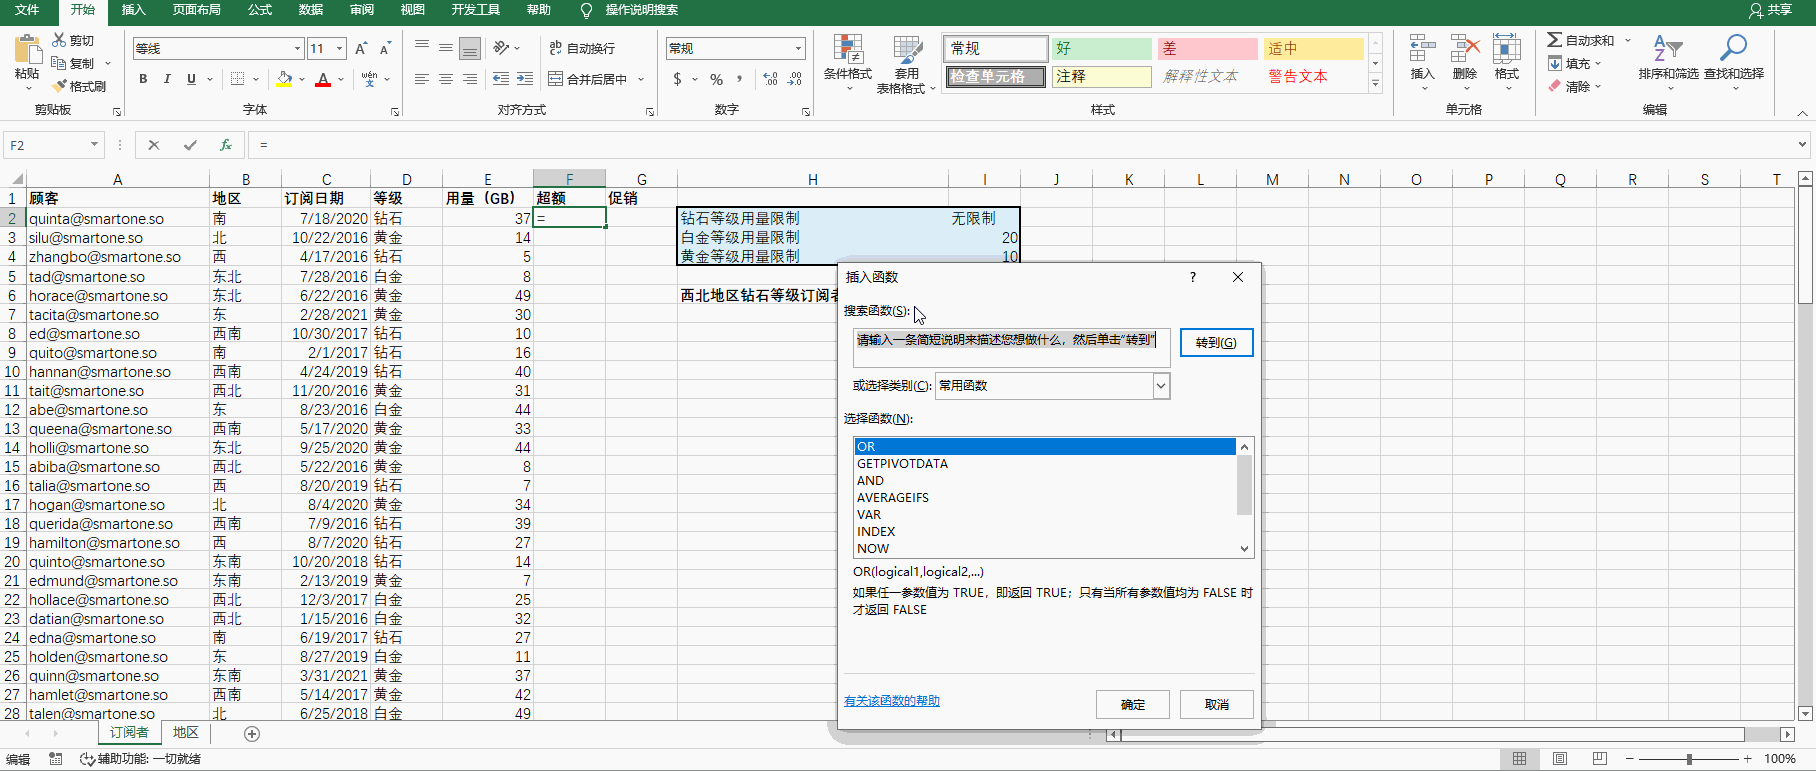 文件 开始 插入 页面布局 公式 数据 审阅 视图 开发工具 帮助 操作说明搜索 共享
剪切
复制
格式刷
粘贴
剪贴板
等线 11
B I U A wén
字体
ab 自动换行
合并后居中
对齐方式
常规
$ % ,
数字
条件格式 套用
表格格式
常规 好 差 适中
检查单元格 注释 解释性文本 警告文本
样式
插入 删除 格式
单元格
自动求和
填充
清除
排序和筛选 查找和选择
编辑
F2 fx =
A B C D E F G H I J K L M N O P Q R S T
1 顾客 地区 订阅日期 等级 用量（GB） 超额 促销
2 quinta@smartone.so 南 7/18/2020 钻石 37 = 钻石等级用量限制 无限制
3 silu@smartone.so 北 10/22/2016 黄金 14 白金等级用量限制 20
4 zhangbo@smartone.so 西 4/17/2016 钻石 5 黄金等级用量限制 10
5 tad@smartone.so 东北 7/28/2016 白金 8
6 horace@smartone.so 东北 6/22/2016 黄金 49 西北地区钻石等级订阅者
7 tacita@smartone.so 东 2/28/2021 黄金 30
8 ed@smartone.so 西南 10/30/2017 钻石 10
9 quito@smartone.so 南 2/1/2017 钻石 16
10 hannan@smartone.so 西南 4/24/2019 钻石 40
11 tait@smartone.so 西北 11/20/2016 黄金 31
12 abe@smartone.so 东 8/23/2016 白金 44
13 queena@smartone.so 西南 5/17/2020 黄金 33
14 holli@smartone.so 东北 9/25/2020 黄金 44
15 abiba@smartone.so 西北 5/22/2016 黄金 8
16 talia@smartone.so 西 8/20/2019 钻石 7
17 hogan@smartone.so 北 8/4/2020 黄金 34
18 querida@smartone.so 西南 7/9/2016 钻石 39
19 hamilton@smartone.so 西 8/7/2020 钻石 27
20 quinto@smartone.so 东南 10/20/2018 钻石 14
21 edmund@smartone.so 东南 2/13/2019 黄金 7
22 hollace@smartone.so 西北 12/3/2017 白金 25
23 datian@smartone.so 西北 1/15/2016 白金 32
24 edna@smartone.so 南 6/19/2017 钻石 27
25 holden@smartone.so 东 8/27/2019 白金 11
26 quinn@smartone.so 东南 3/31/2021 黄金 37
27 hamlet@smartone.so 西南 5/14/2017 黄金 42
28 talen@smartone.so 北 6/25/2018 白金 49
插入函数 ? ×
搜索函数(S):
请输入一条简短说明来描述您想做什么，然后单击“转到”
转到(G)
或选择类别(C): 常用函数
选择函数(N):
OR
GETPIVOTDATA
AND
AVERAGEIFS
VAR
INDEX
NOW
OR(logical1,logical2,...)
如果任一参数值为 TRUE，即返回 TRUE；只有当所有参数值均为 FALSE 时
才返回 FALSE
有关该函数的帮助 确定 取消
订阅者 地区
编辑 辅助功能: 一切就绪 100%